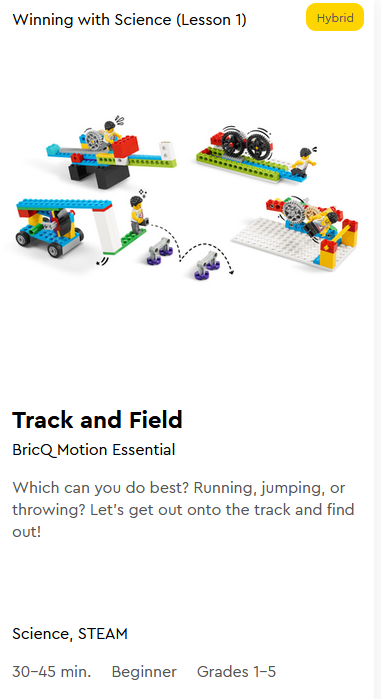 Winning with Science (Lesson 1)
Hybrid
Track and Field
BricQ Motion Essential
Which can you do best? Running, jumping, or
throwing? Let's get out onto the track and find
out!
Science, STEAM
30–45 min. Beginner Grades 1–5